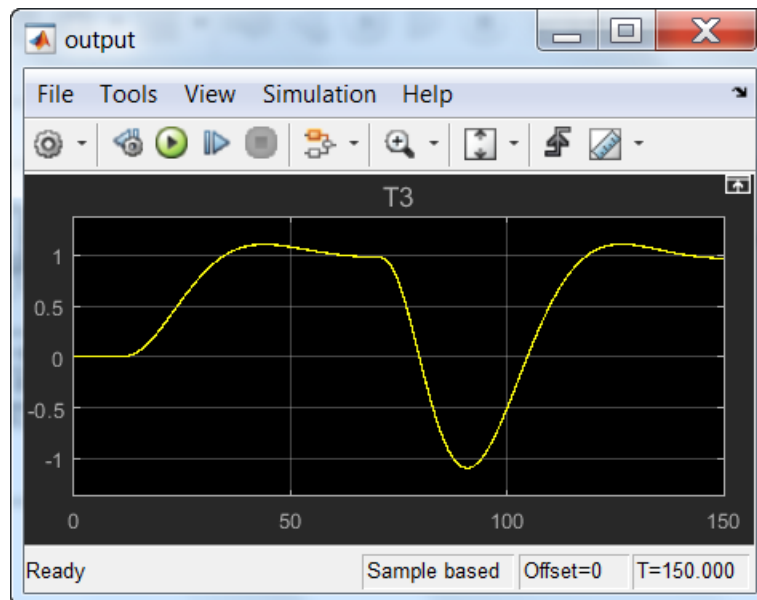 output
File Tools View Simulation Help
T3
1
0.5
0
-0.5
-1
0 50 100 150
Ready Sample based Offset=0 T=150.000